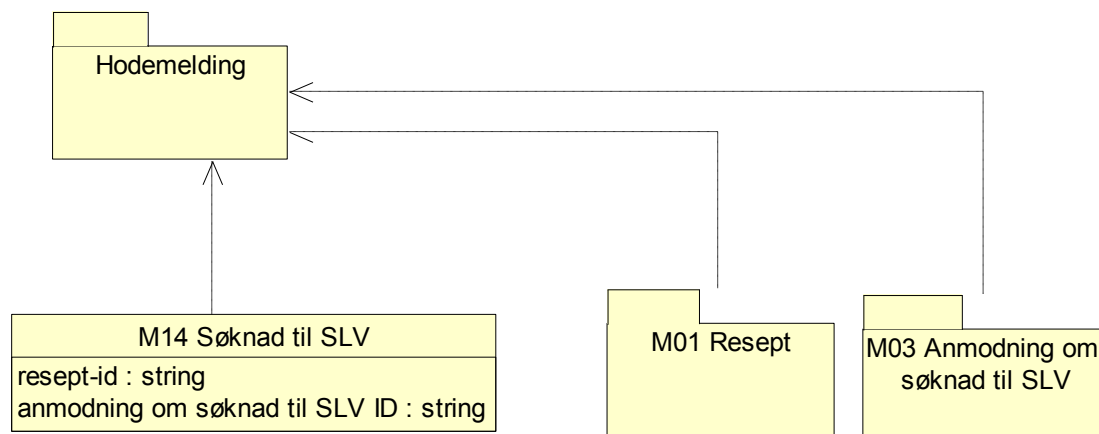 Hodemelding
M14 Søknad til SLV
resept-id : string
anmodning om søknad til SLV ID : string
M01 Resept
M03 Anmodning om
søknad til SLV